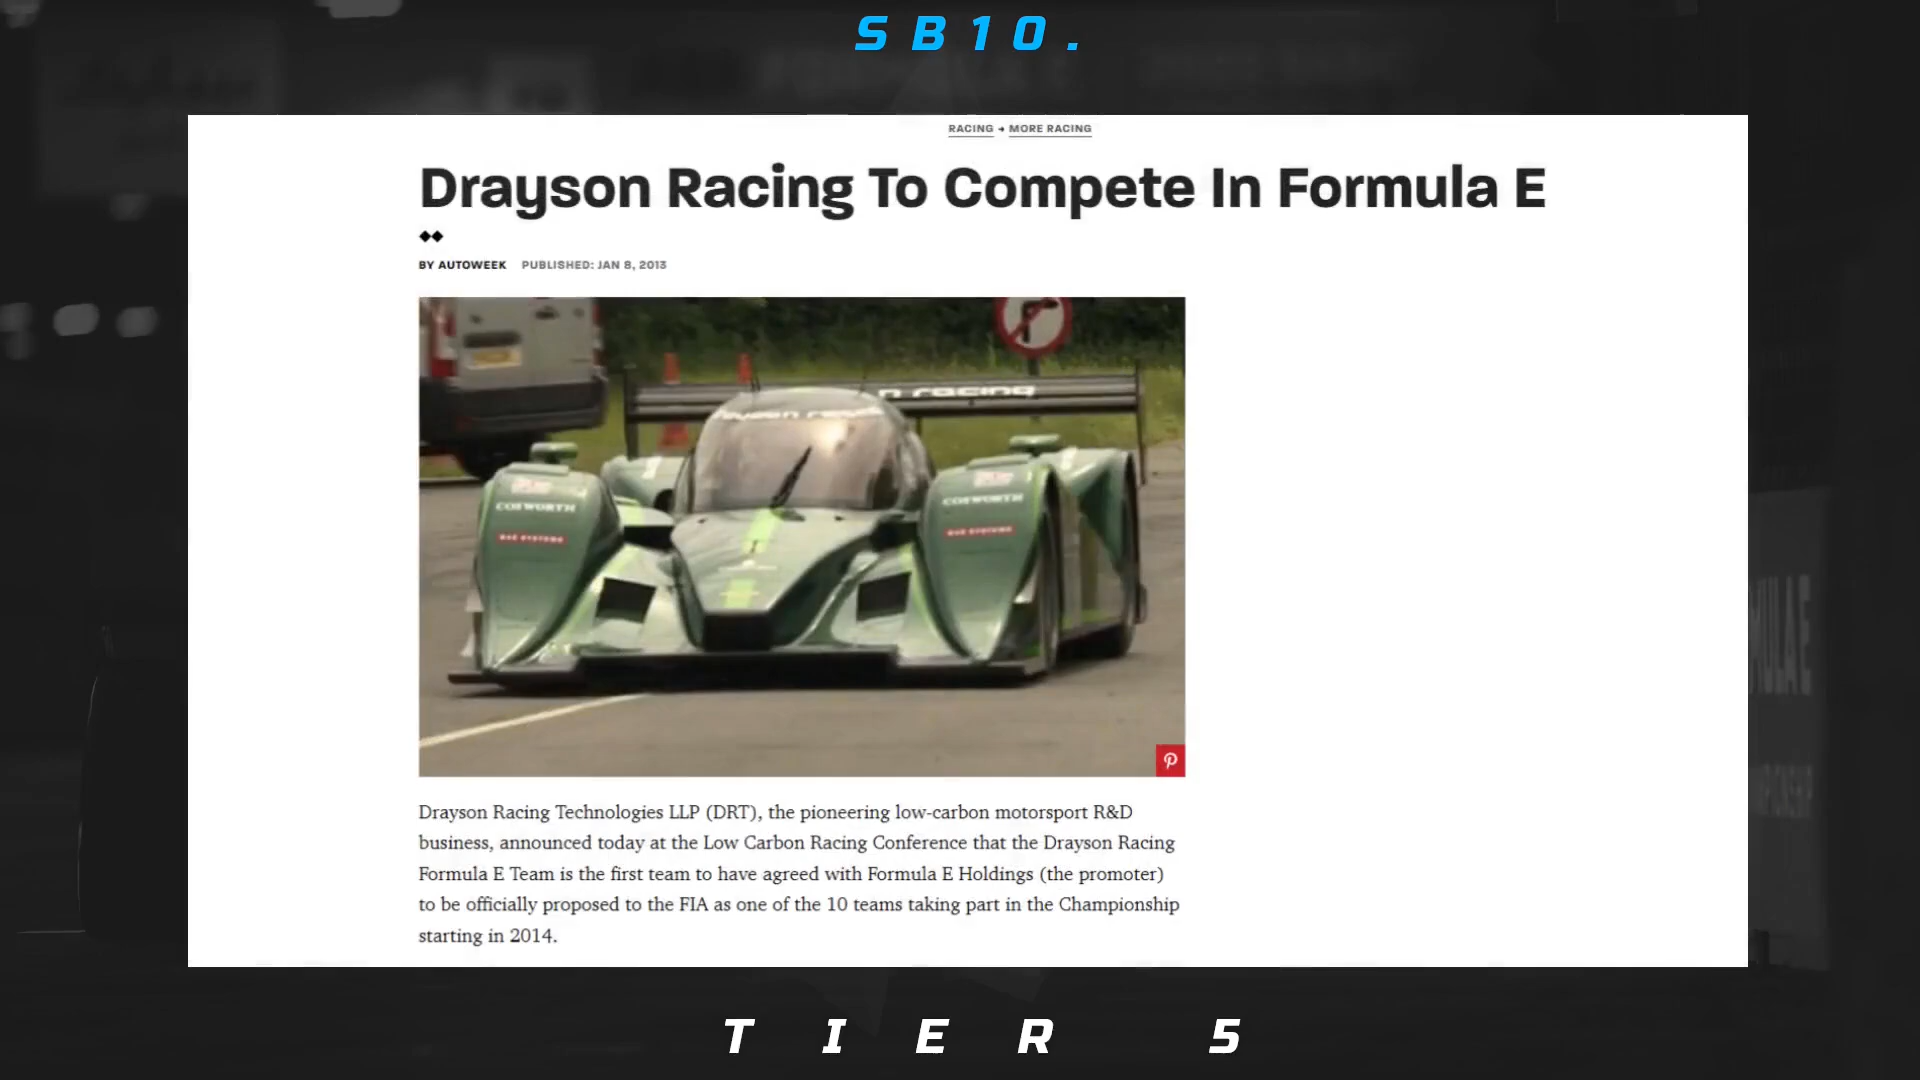 SB10.
RACING → MORE RACING
Drayson Racing To Compete In Formula E
BY AUTOWEEK PUBLISHED: JAN 8, 2013
n racing
COSWORTH
COSWORTH
Drayson Racing Technologies LLP (DRT), the pioneering low-carbon motorsport R&D
business, announced today at the Low Carbon Racing Conference that the Drayson Racing
Formula E Team is the first team to have agreed with Formula E Holdings (the promoter)
to be officially proposed to the FIA as one of the 10 teams taking part in the Championship
starting in 2014.
MULA E
TIER 5